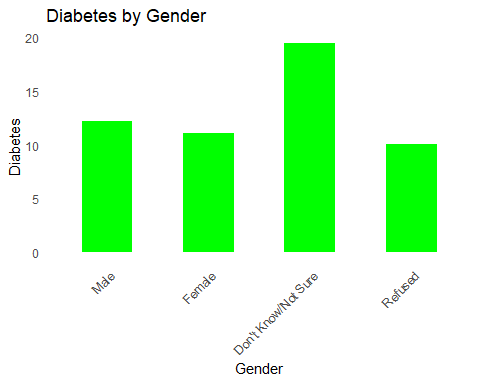 Diabetes by Gender
20
15
10
5
0
Diabetes
Male
Female
Don't Know/Not Sure
Refused
Gender